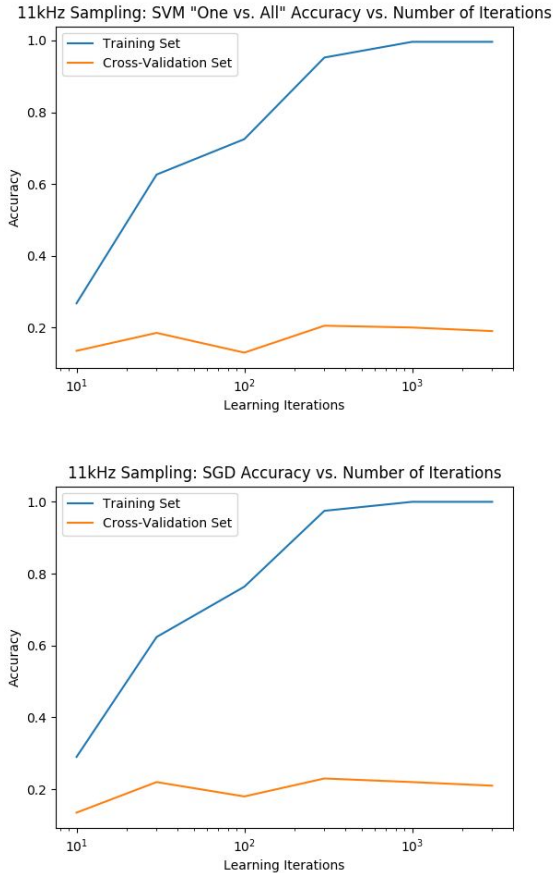 11kHz Sampling: SVM "One vs. All" Accuracy vs. Number of Iterations
1.0
Training Set
Cross-Validation Set
0.8
0.6
Accuracy
0.4
0.2
10¹
10²
10³
Learning Iterations
11kHz Sampling: SGD Accuracy vs. Number of Iterations
1.0
Training Set
Cross-Validation Set
0.8
0.6
Accuracy
0.4
0.2
10¹
10²
10³
Learning Iterations